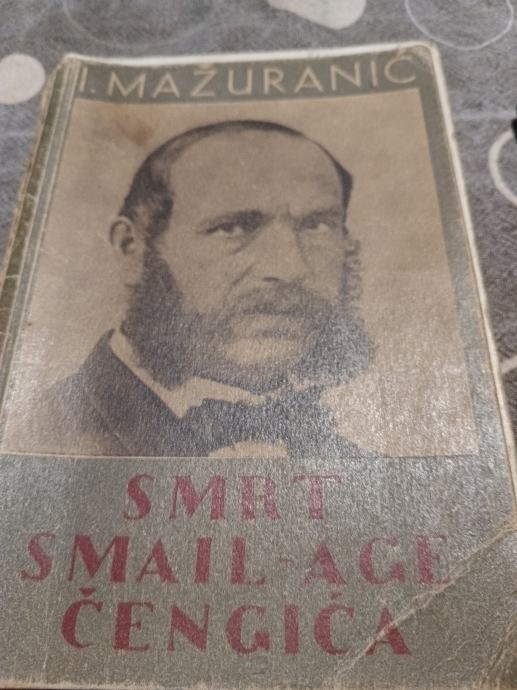 I. MAŽURANIĆ
SMRT
SMAIL-AGE
ČENGIĆA